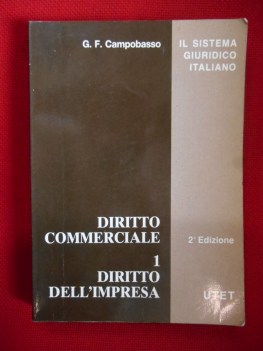 G. F. Campobasso
IL SISTEMA
GIURIDICO
ITALIANO
DIRITTO
COMMERCIALE
1
DIRITTO
DELL'IMPRESA
2ª Edizione
UTET